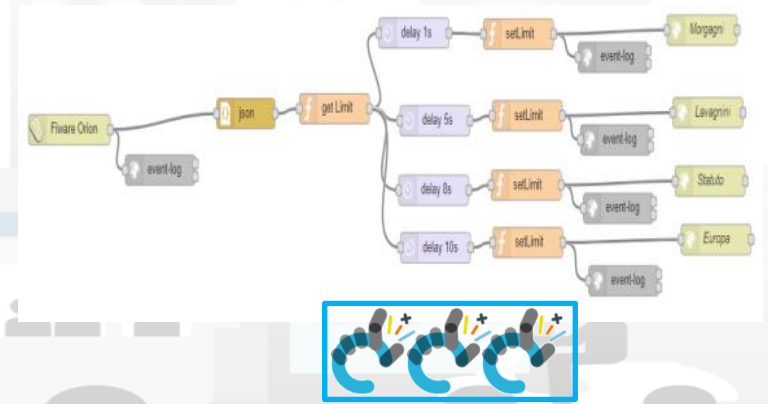 Fiware Orion
event-log
json
get Limit
delay 1s
setLimit
event-log
Morgagni
delay 5s
setLimit
event-log
Lavagnini
delay 8s
setLimit
event-log
Statuto
delay 10s
setLimit
event-log
Europa